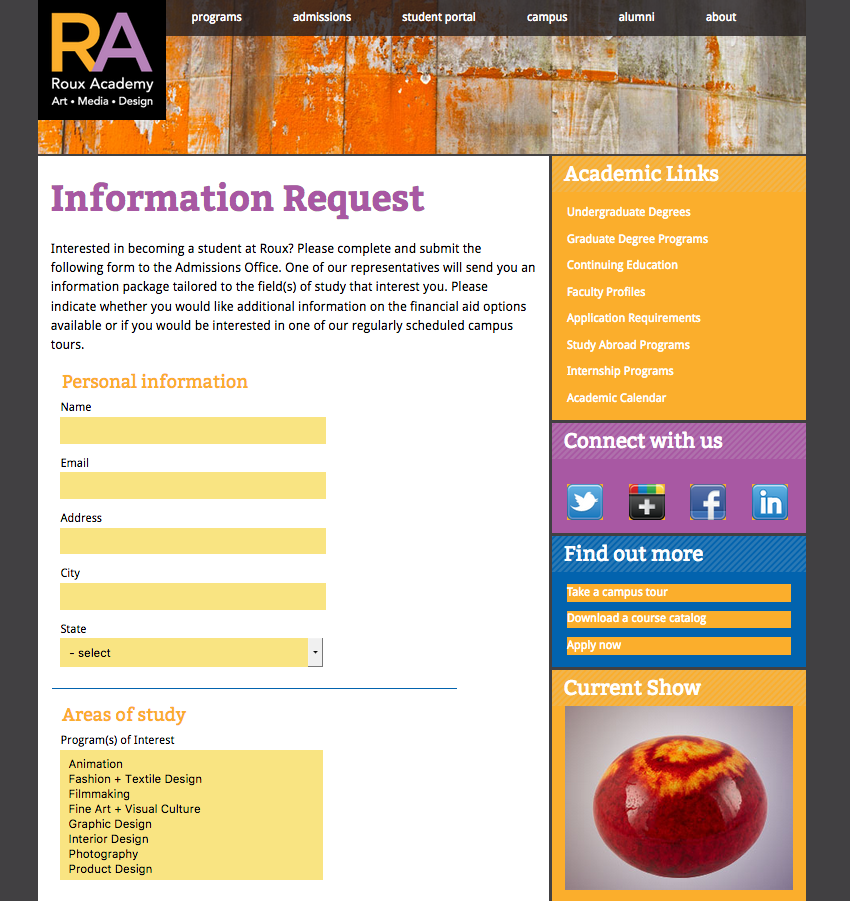 RA
Roux Academy
Art • Media • Design
programs admissions student portal campus alumni about
Information Request
Interested in becoming a student at Roux? Please complete and submit the
following form to the Admissions Office. One of our representatives will send you an
information package tailored to the field(s) of study that interest you. Please
indicate whether you would like additional information on the financial aid options
available or if you would be interested in one of our regularly scheduled campus
tours.
Personal information
Name
Email
Address
City
State
- select
Areas of study
Program(s) of Interest
Animation
Fashion + Textile Design
Filmmaking
Fine Art + Visual Culture
Graphic Design
Interior Design
Photography
Product Design
Academic Links
Undergraduate Degrees
Graduate Degree Programs
Continuing Education
Faculty Profiles
Application Requirements
Study Abroad Programs
Internship Programs
Academic Calendar
Connect with us
+ f in
Find out more
Take a campus tour
Download a course catalog
Apply now
Current Show